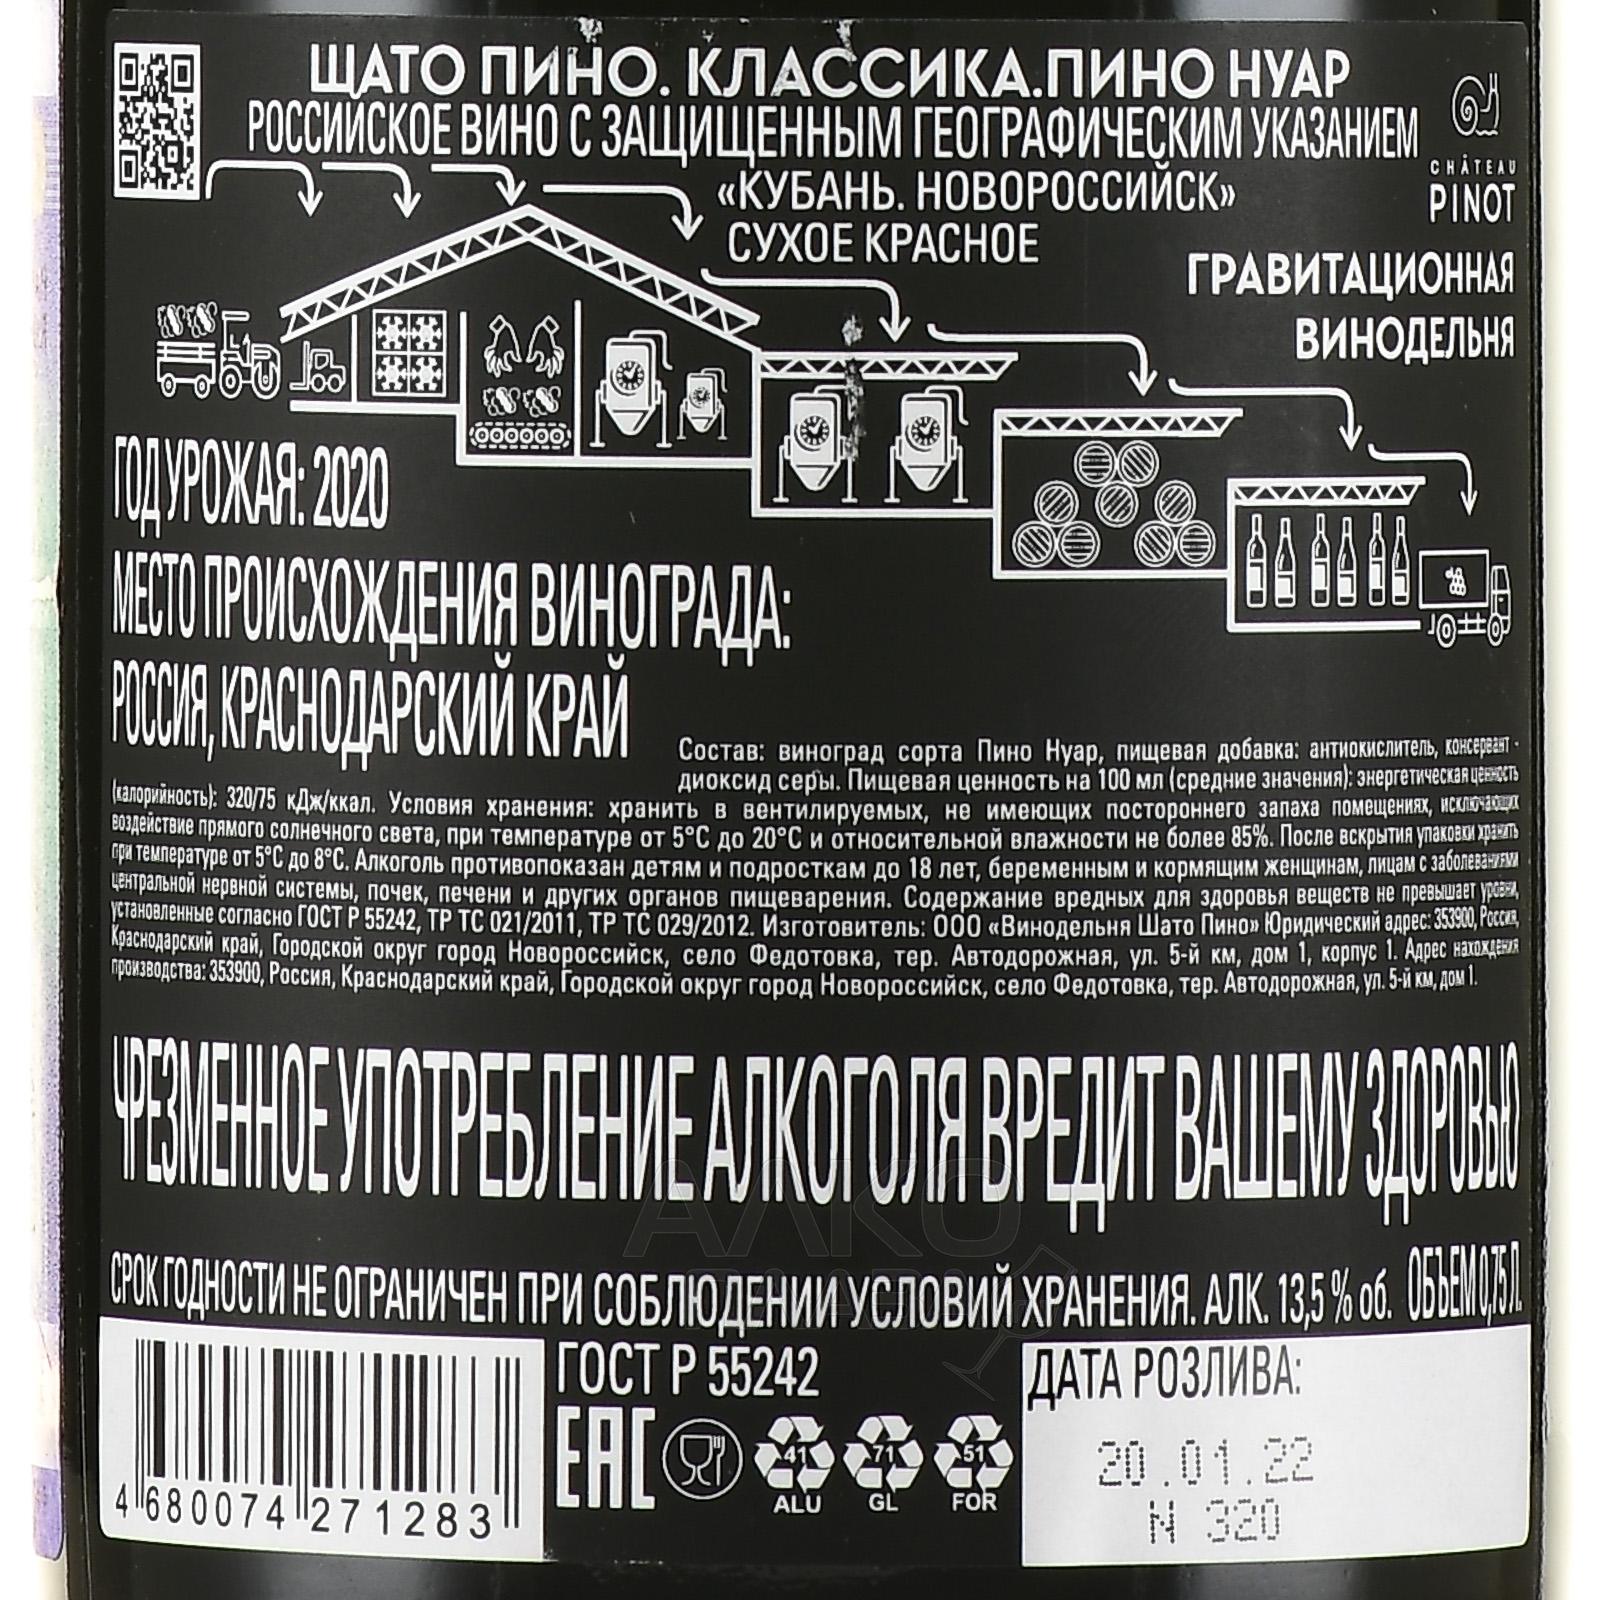 ШАТО ПИНО. КЛАССИКА.ПИНО НУАР
РОССИЙСКОЕ ВИНО С ЗАЩИЩЕННЫМ ГЕОГРАФИЧЕСКИМ УКАЗАНИЕМ
«КУБАНЬ. НОВОРОССИЙСК»
СУХОЕ КРАСНОЕ
CHÂTEAU
PINOT
ГРАВИТАЦИОННАЯ
ВИНОДЕЛЬНЯ
ГОД УРОЖАЯ: 2020
МЕСТО ПРОИСХОЖДЕНИЯ ВИНОГРАДА:
РОССИЯ, КРАСНОДАРСКИЙ КРАЙ
Состав: виноград сорта Пино Нуар, пищевая добавка: антиокислитель, консервант -
диоксид серы. Пищевая ценность на 100 мл (средние значения): энергетическая ценность
(калорийность): 320/75 кДж/ккал. Условия хранения: хранить в вентилируемых, не имеющих постороннего запаха помещениях, исключающих
воздействие прямого солнечного света, при температуре от 5°С до 20°С и относительной влажности не более 85%. После вскрытия упаковки хранить
при температуре от 5°С до 8°С. Алкоголь противопоказан детям и подросткам до 18 лет, беременным и кормящим женщинам, лицам с заболеваниями
центральной нервной системы, почек, печени и других органов пищеварения. Содержание вредных для здоровья веществ не превышает уровни,
установленные согласно ГОСТ Р 55242, ТР ТС 021/2011, ТР ТС 029/2012. Изготовитель: ООО «Винодельня Шато Пино» Юридический адрес: 353900, Россия,
Краснодарский край, Городской округ город Новороссийск, село Федотовка, тер. Автодорожная, ул. 5-й км, дом 1, корпус 1. Адрес нахождения
производства: 353900, Россия, Краснодарский край, Городской округ город Новороссийск, село Федотовка, тер. Автодорожная, ул. 5-й км, дом 1.
ЧРЕЗМЕРНОЕ УПОТРЕБЛЕНИЕ АЛКОГОЛЯ ВРЕДИТ ВАШЕМУ ЗДОРОВЬЮ
СРОК ГОДНОСТИ НЕ ОГРАНИЧЕН ПРИ СОБЛЮДЕНИИ УСЛОВИЙ ХРАНЕНИЯ. АЛК. 13,5 % об. ОБЪЕМ 0,75 Л.
4 680074 271283
ГОСТ Р 55242
ЕАС
41
ALU
71
GL
51
FOR
ДАТА РОЗЛИВА:
20.01.22
N 320